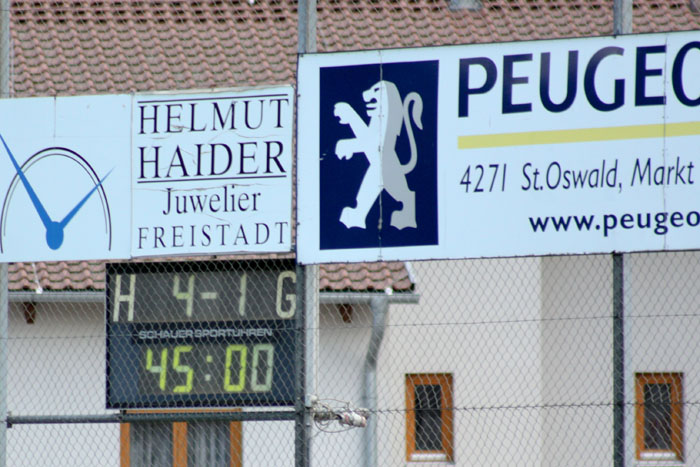 HELMUT
HAIDER
Juwelier
FREISTADT
PEUGEO
4271 St.Oswald, Markt
www.peugeo
H 4-1 G
SCHAUER SPORTUHREN
45:00